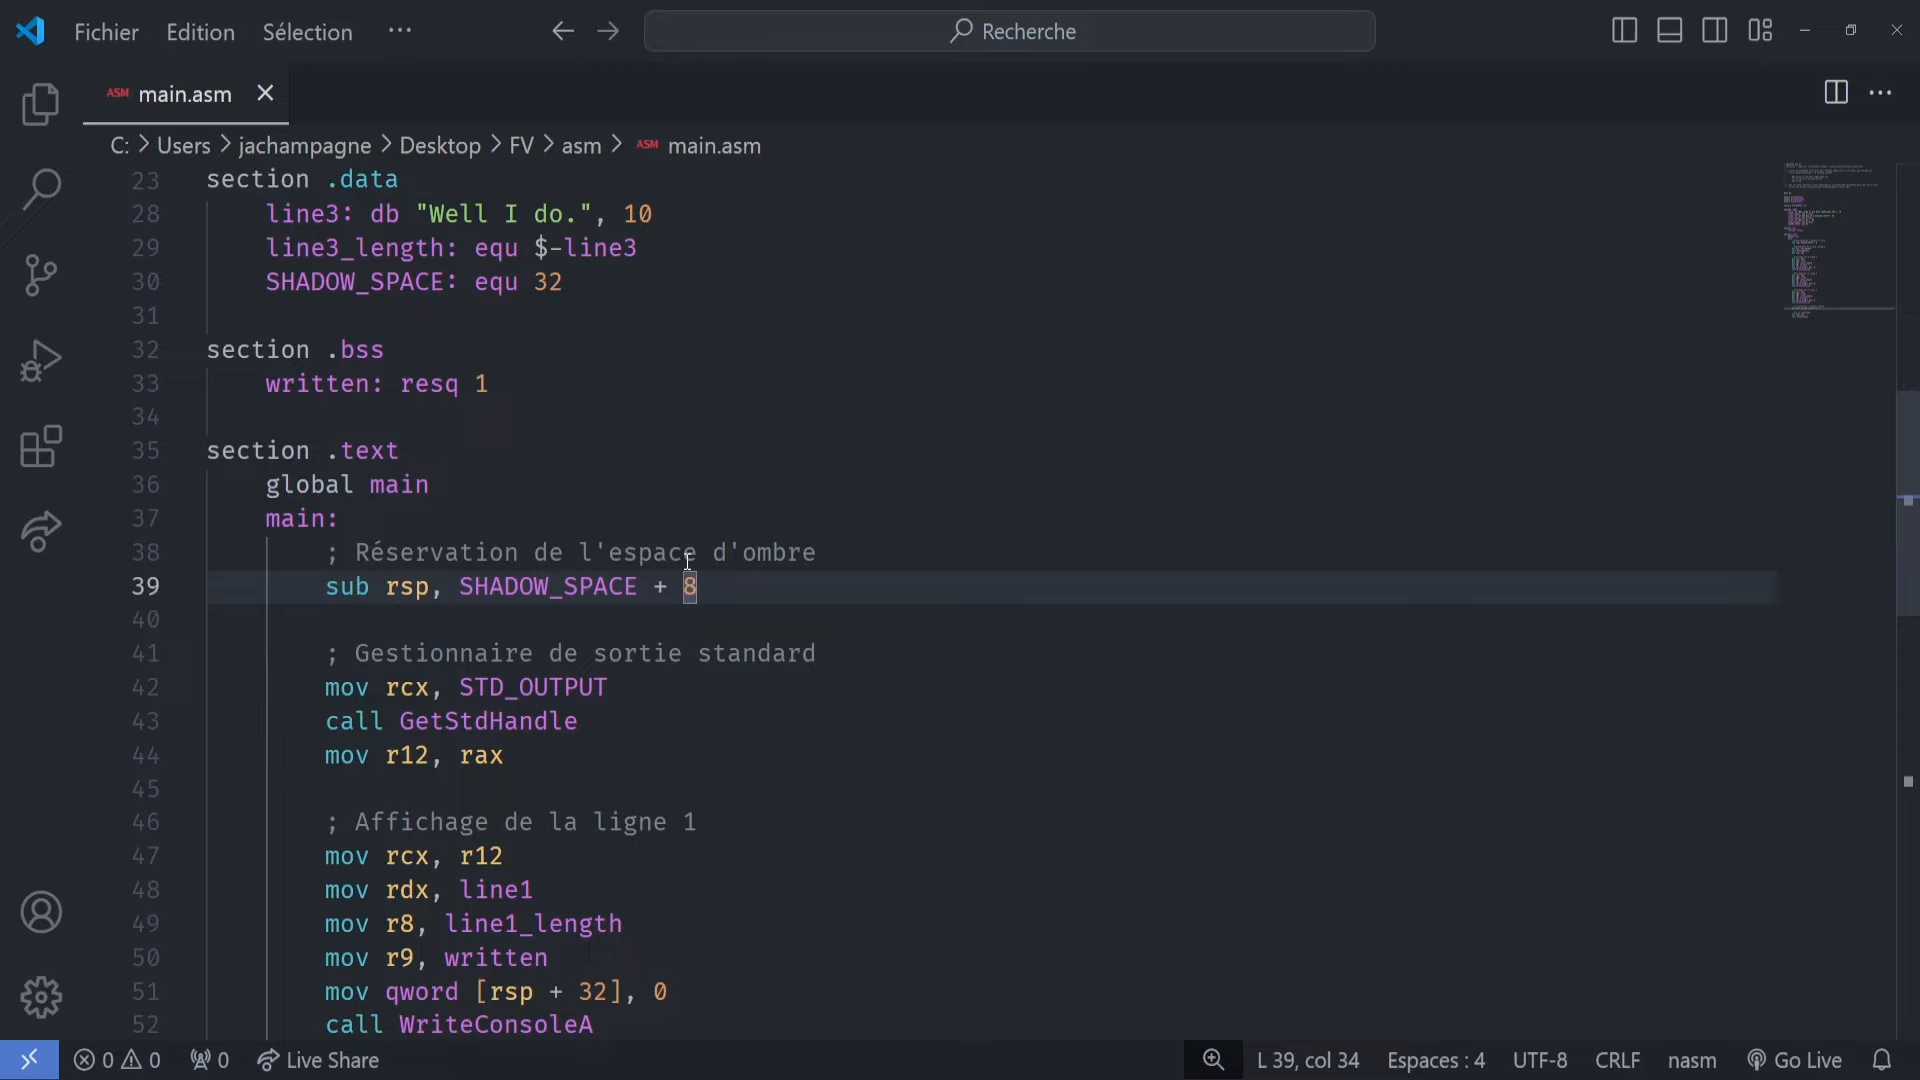 Fichier Edition Sélection ··· Recherche
ASM main.asm
C: > Users > jachampagne > Desktop > FV > asm > ASM main.asm
23 section .data
28 line3: db "Well I do.", 10
29 line3_length: equ $-line3
30 SHADOW_SPACE: equ 32
31
32 section .bss
33 written: resq 1
34
35 section .text
36 global main
37 main:
38 ; Réservation de l'espace d'ombre
39 sub rsp, SHADOW_SPACE + 8
40
41 ; Gestionnaire de sortie standard
42 mov rcx, STD_OUTPUT
43 call GetStdHandle
44 mov r12, rax
45
46 ; Affichage de la ligne 1
47 mov rcx, r12
48 mov rdx, line1
49 mov r8, line1_length
50 mov r9, written
51 mov qword [rsp + 32], 0
52 call WriteConsoleA
0 0 0 Live Share L 39, col 34 Espaces : 4 UTF-8 CRLF nasm Go Live